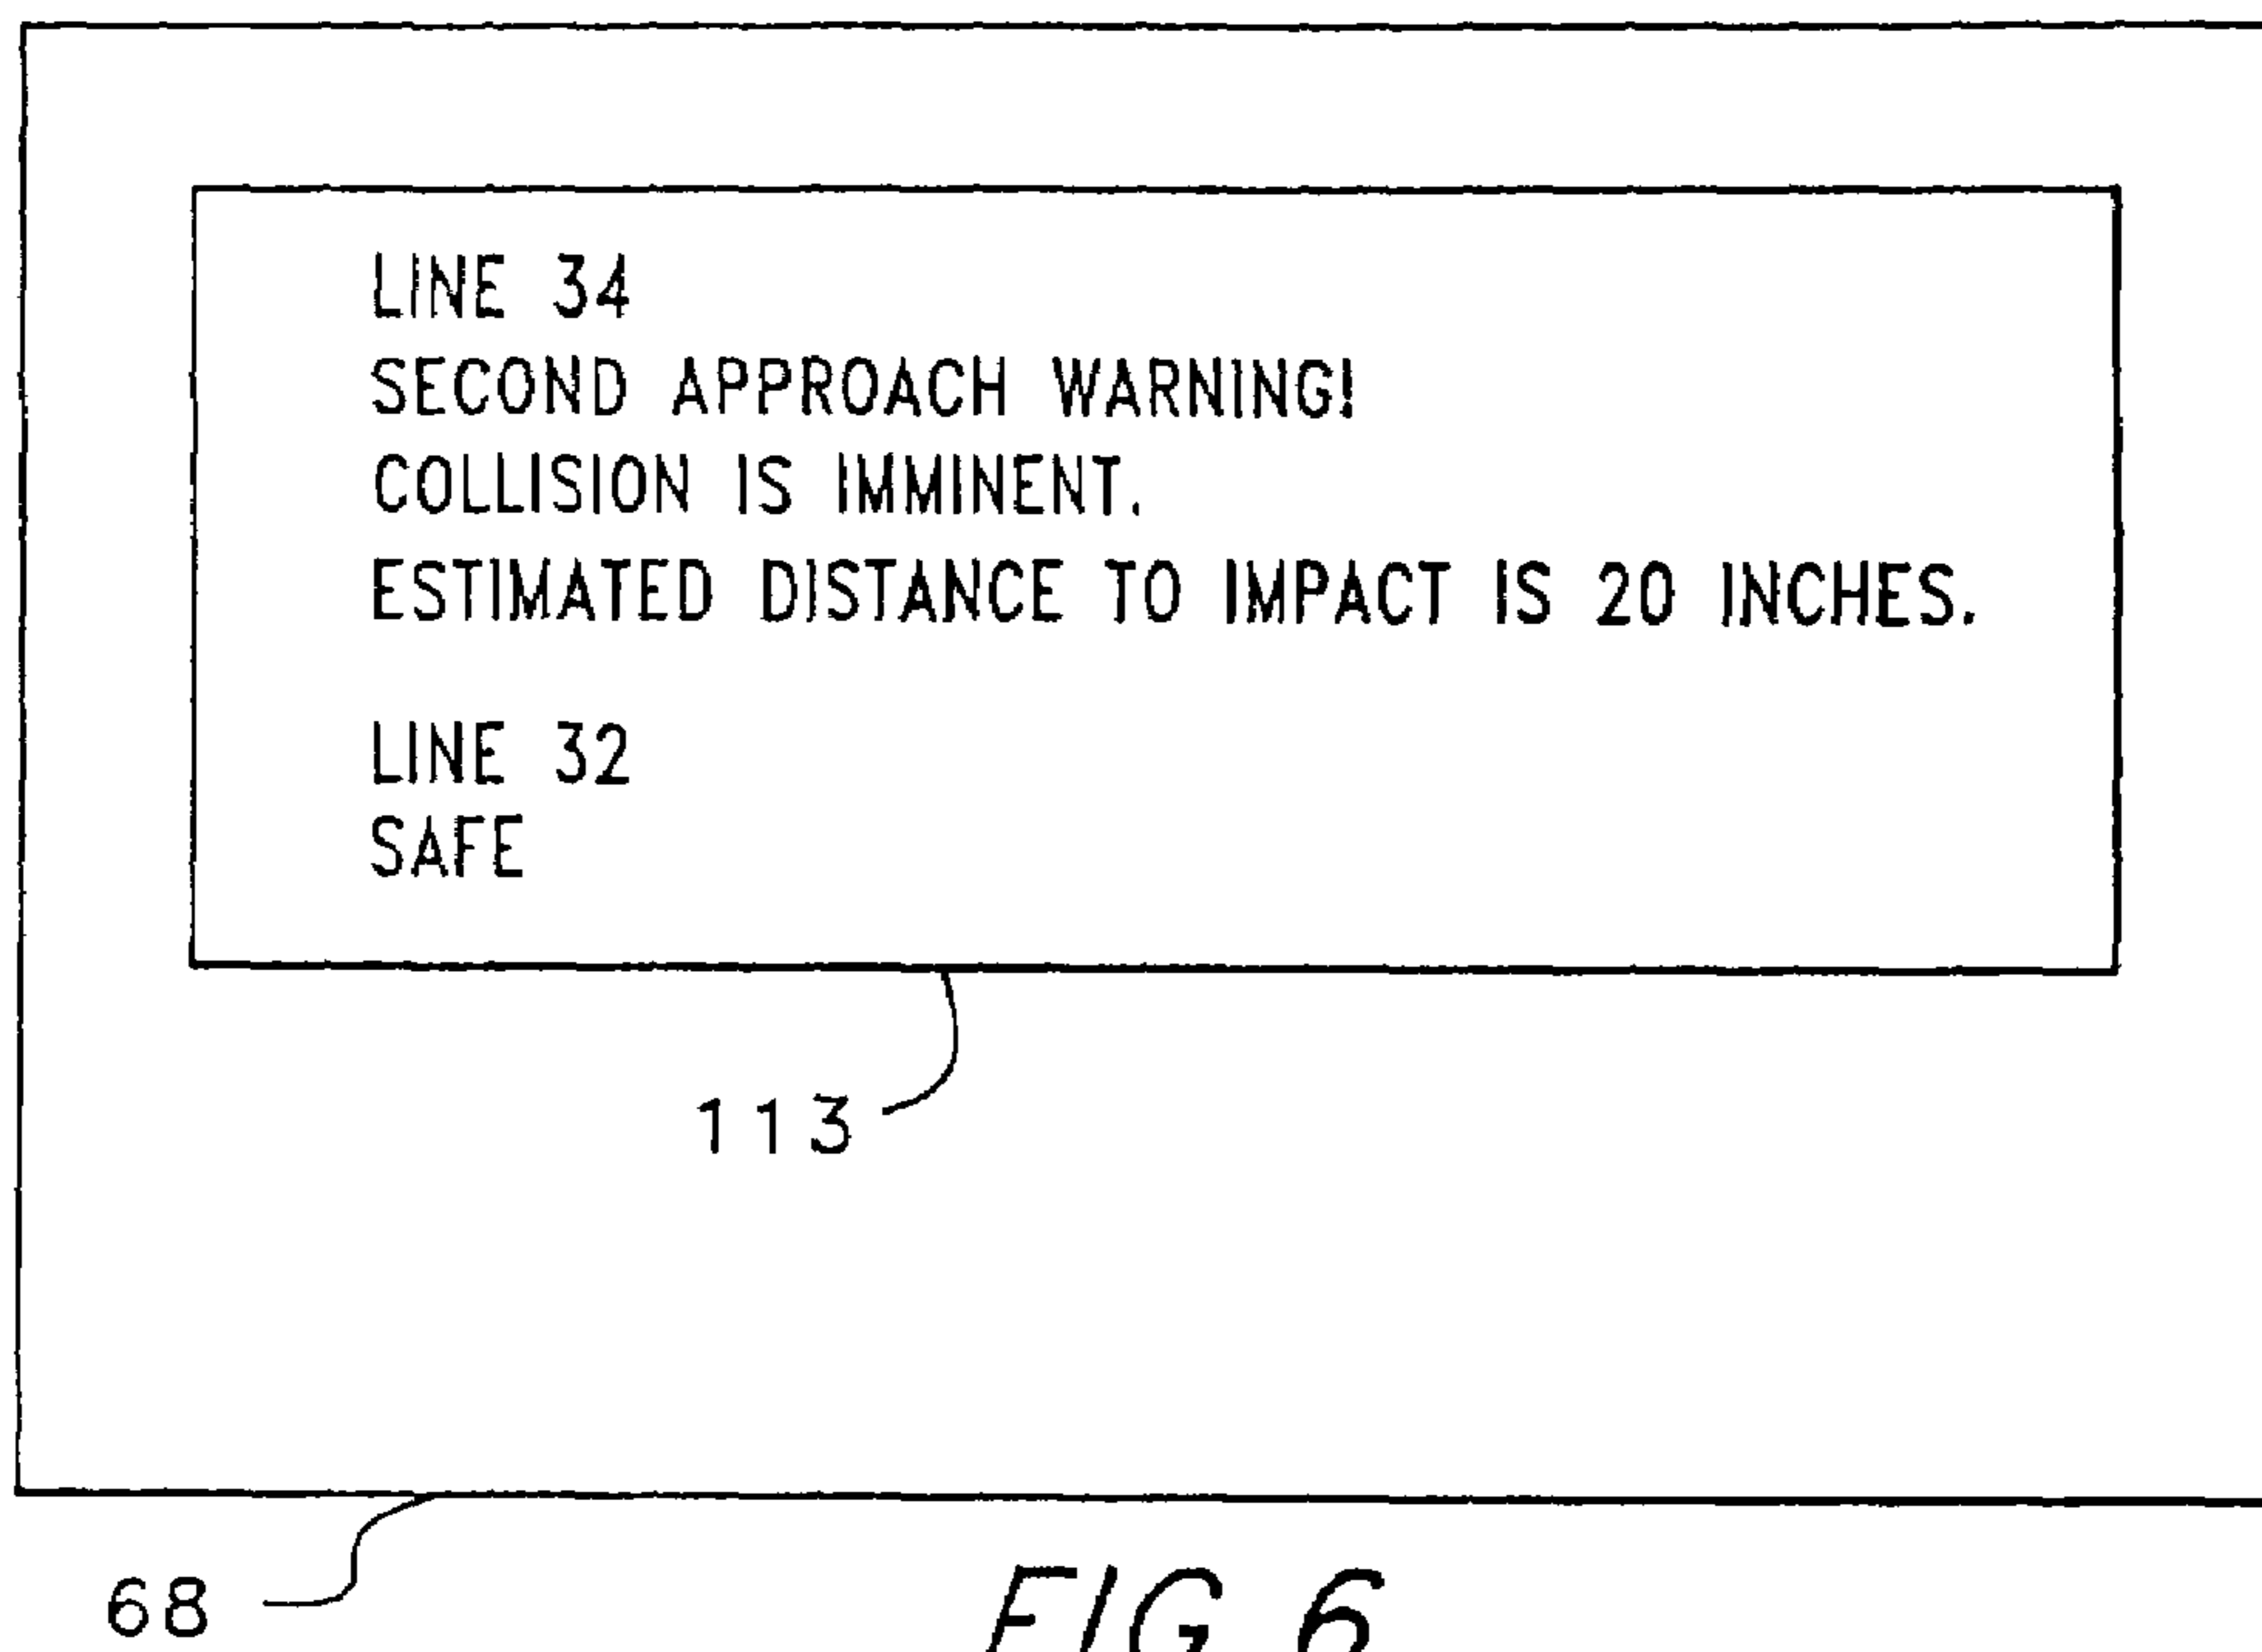 LINE 34
SECOND APPROACH WARNING!
COLLISION IS IMMINENT.
ESTIMATED DISTANCE TO IMPACT IS 20 INCHES.
LINE 32
SAFE
113
68
FIG 6